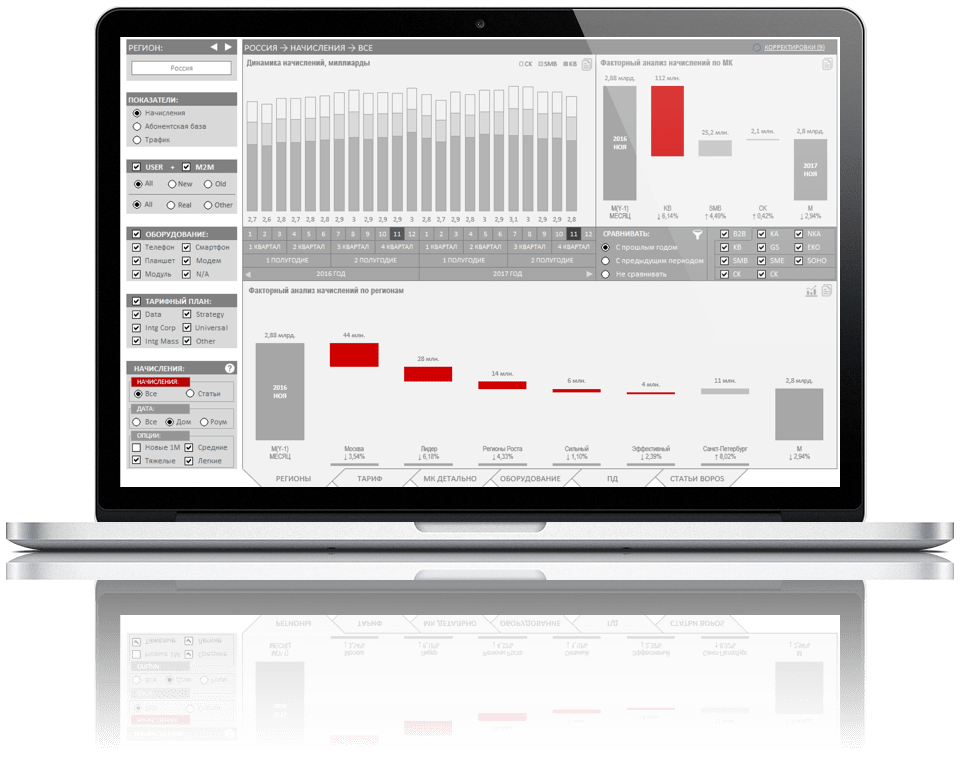 РЕГИОН:
Россия
ПОКАЗАТЕЛИ:
Начисления
Абонентская база
Трафик
USER + M2M
All New Old
All Real Other
ОБОРУДОВАНИЕ:
Телефон Смартфон
Планшет Модем
Модуль N/A
ТАРИФНЫЙ ПЛАН:
Data Strategy
Intg Corp Universal
Intg Mass Other
НАЧИСЛЕНИЯ: ?
НАЧИСЛЕНИЯ:
Все Статьи
ДАТА:
Все Дом Роум
ОПЦИИ:
Новые 1М Средние
Тяжелые Легкие
РОССИЯ → НАЧИСЛЕНИЯ → ВСЕ
КОРРЕКТИРОВКИ (9)
Динамика начислений, миллиарды
СК SMB КВ
2,7 2,6 2,8 2,7 2,8 2,8 2,9 3 2,9 2,9 2,9 3 2,8 2,7 2,8 2,8 3 2,9 3,1 3 2,9 2,9 2,8
1 2 3 4 5 6 7 8 9 10 11 12 1 2 3 4 5 6 7 8 9 10 11 12
1 КВАРТАЛ 2 КВАРТАЛ 3 КВАРТАЛ 4 КВАРТАЛ 1 КВАРТАЛ 2 КВАРТАЛ 3 КВАРТАЛ 4 КВАРТАЛ
1 ПОЛУГОДИЕ 2 ПОЛУГОДИЕ 1 ПОЛУГОДИЕ 2 ПОЛУГОДИЕ
2016 ГОД 2017 ГОД
Факторный анализ начислений по МК
2,88 млрд. 112 млн. 25,2 млн. 2,1 млн. 2,8 млрд.
2016
НОЯ
2017
НОЯ
M(Y-1) КВ SMB СК М
МЕСЯЦ ↓ 6,14% ↑ 4,49% ↑ 0,42% ↓ 2,94%
СРАВНИВАТЬ:
С прошлым годом
С предыдущим периодом
Не сравнивать
B2B KA NKA
КВ GS EKO
SMB SME SOHO
СК СК
Факторный анализ начислений по регионам
2,88 млрд. 44 млн. 28 млн. 14 млн. 6 млн. 4 млн. 11 млн. 2,8 млрд.
2016
НОЯ
M(Y-1) Москва Лидер Регионы Роста Сильный Эффективный Санкт-Петербург М
МЕСЯЦ ↓ 3,54% ↓ 6,18% ↓ 4,33% ↓ 1,10% ↓ 2,39% ↑ 8,02% ↓ 2,94%
РЕГИОНЫ ТАРИФ МК ДЕТАЛЬНО ОБОРУДОВАНИЕ ПД СТАТЬИ BOPOS